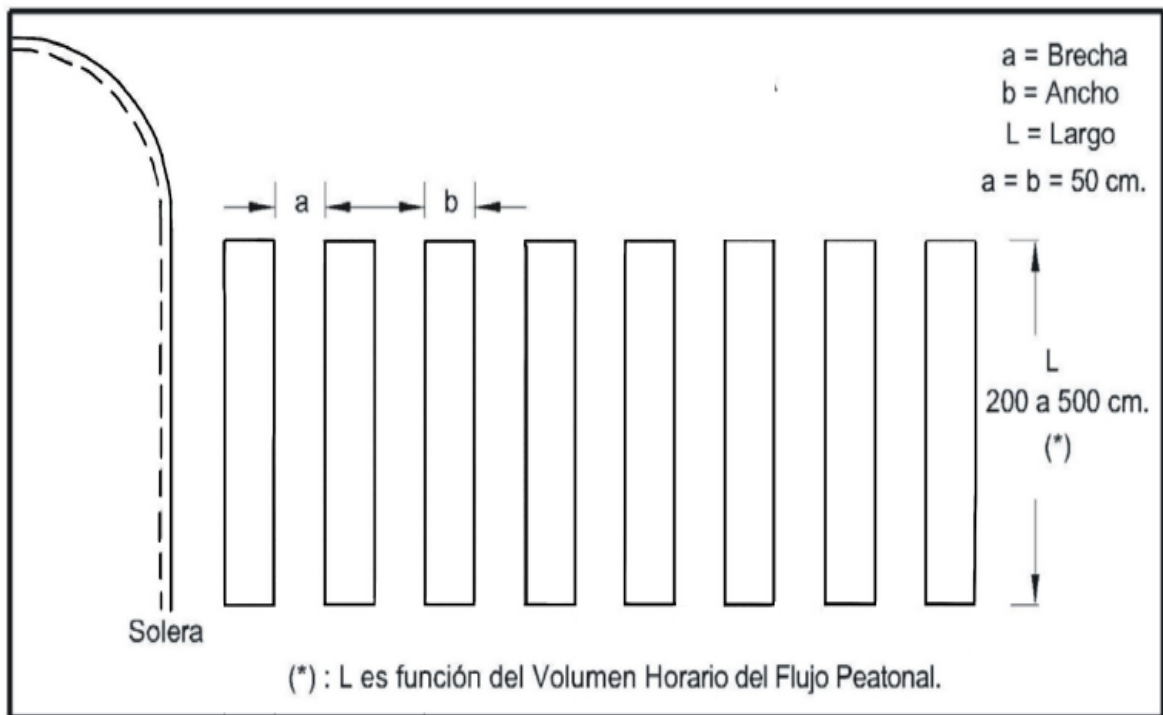 a = Brecha
b = Ancho
L = Largo
a = b = 50 cm.
a
b
L
200 a 500 cm.
(*)
Solera
(*) : L es función del Volumen Horario del Flujo Peatonal.